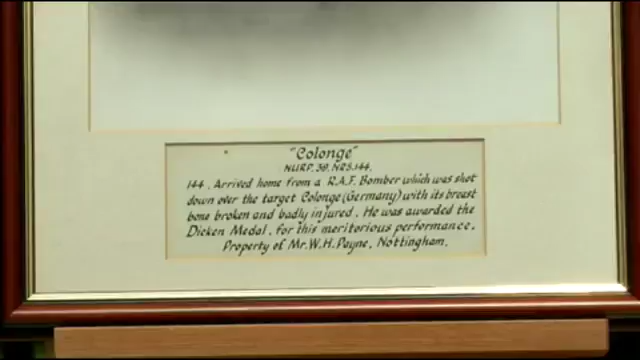 "Colonge"
NURP. 39. NRS.144.
144. Arrived home from a R.A.F. Bomber which was shot
down over the target Colonge (Germany) with its breast
bone broken and badly injured. He was awarded the
Dicken Medal, for this meritorious performance.
Property of Mr. W.H. Payne, Nottingham.